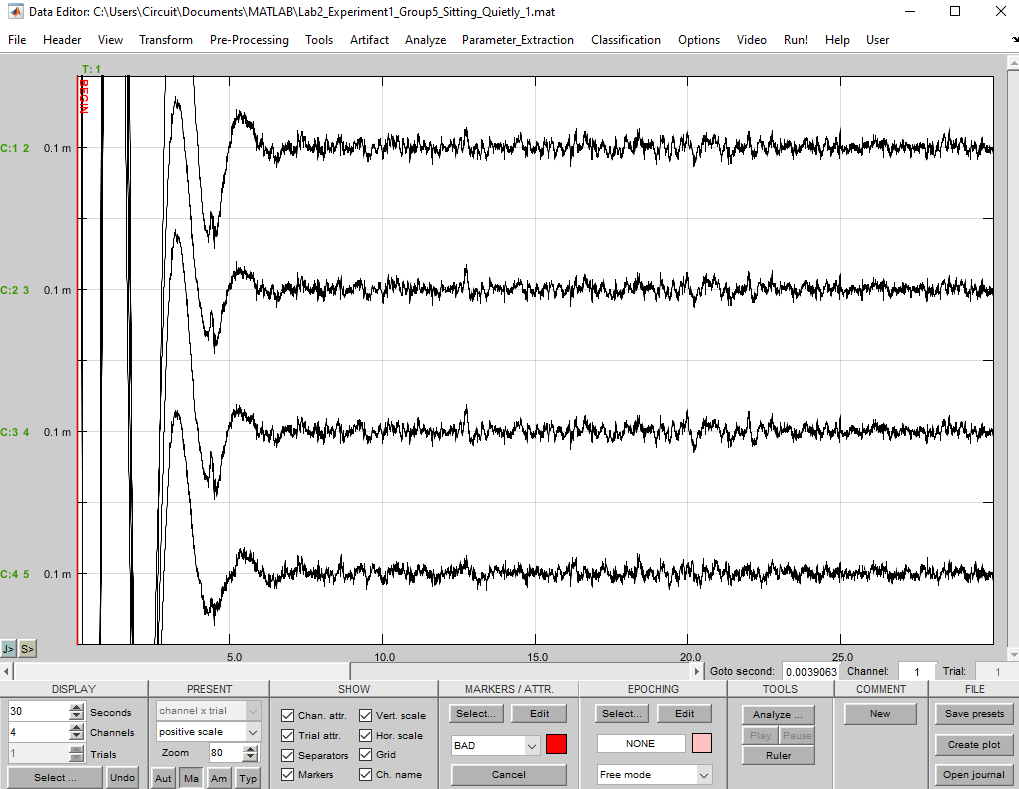 Data Editor: C:\Users\Circuit\Documents\MATLAB\Lab2_Experiment1_Group5_Sitting_Quietly_1.mat
File Header View Transform Pre-Processing Tools Artifact Analyze Parameter_Extraction Classification Options Video Run! Help User
T: 1
BEGIN
C:1 2 0.1 m
C:2 3 0.1 m
C:3 4 0.1 m
C:4 5 0.1 m
J> S>
5.0 10.0 15.0 20.0 25.0
Goto second: 0.0039063 Channel: 1 Trial: 1
DISPLAY PRESENT SHOW MARKERS / ATTR. EPOCHING TOOLS COMMENT FILE
30 Seconds channel x trial Chan. attr. Vert. scale Select... Edit Select... Edit Analyze ... New Save presets
4 Channels positive scale Trial attr. Hor. scale Play Pause
1 Trials Zoom 80 Separators Grid BAD NONE Ruler Create plot
Select ... Undo Aut Ma Am Typ Markers Ch. name Cancel Free mode Open journal